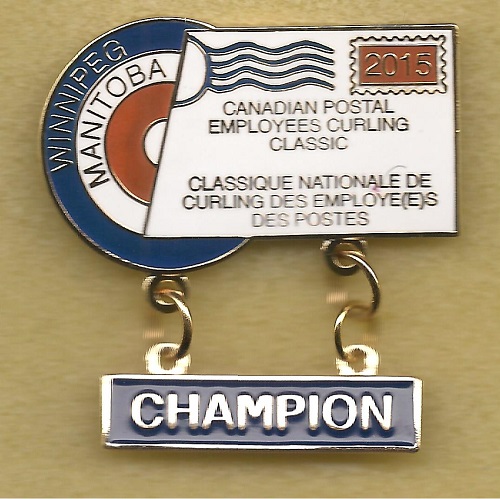 WINNIPEG
MANITOBA
2015
CANADIAN POSTAL
EMPLOYEES CURLING
CLASSIC
CLASSIQUE NATIONALE DE
CURLING DES EMPLOYE(E)S
DES POSTES
CHAMPION